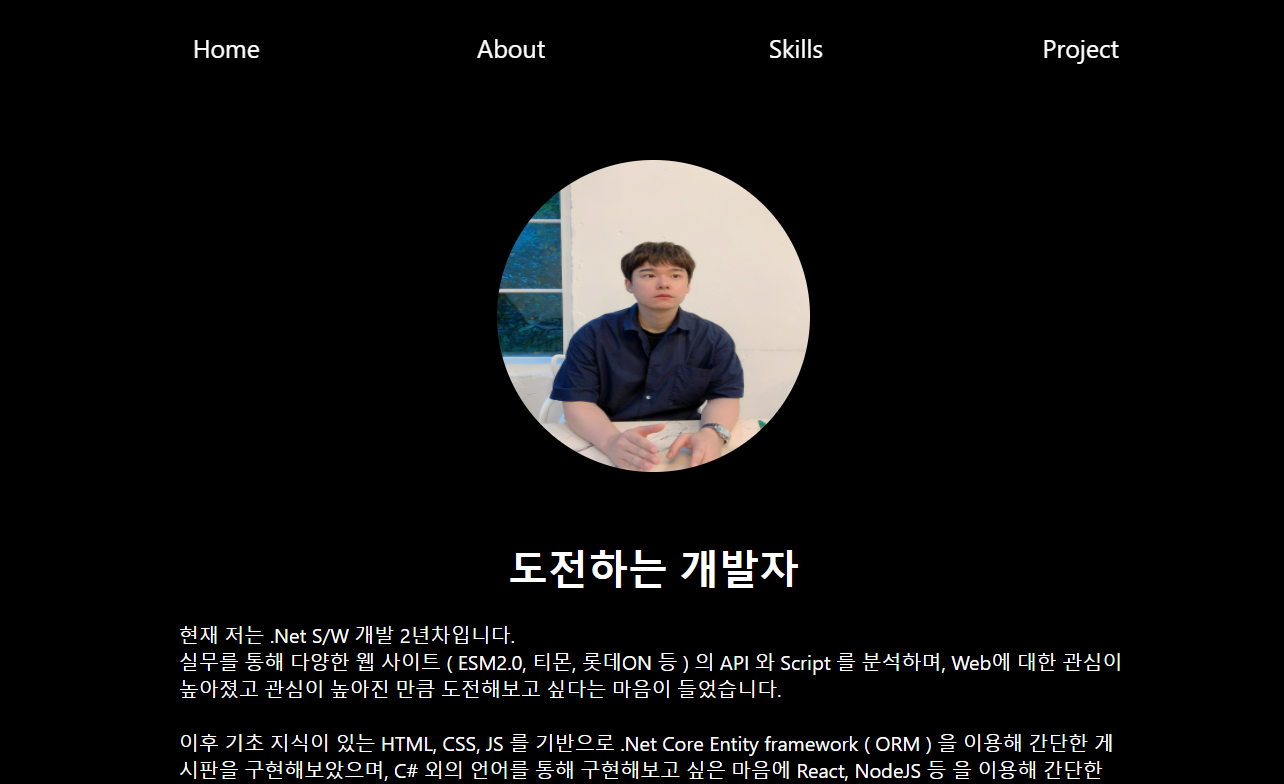 Home About Skills Project
도전하는 개발자
현재 저는 .Net S/W 개발 2년차입니다.
실무를 통해 다양한 웹 사이트 ( ESM2.0, 티몬, 롯데ON 등 ) 의 API 와 Script 를 분석하며, Web에 대한 관심이
높아졌고 관심이 높아진 만큼 도전해보고 싶다는 마음이 들었습니다.
이후 기초 지식이 있는 HTML, CSS, JS 를 기반으로 .Net Core Entity framework ( ORM ) 을 이용해 간단한 게
시판을 구현해보았으며, C# 외의 언어를 통해 구현해보고 싶은 마음에 React, NodeJS 등 을 이용해 간단한